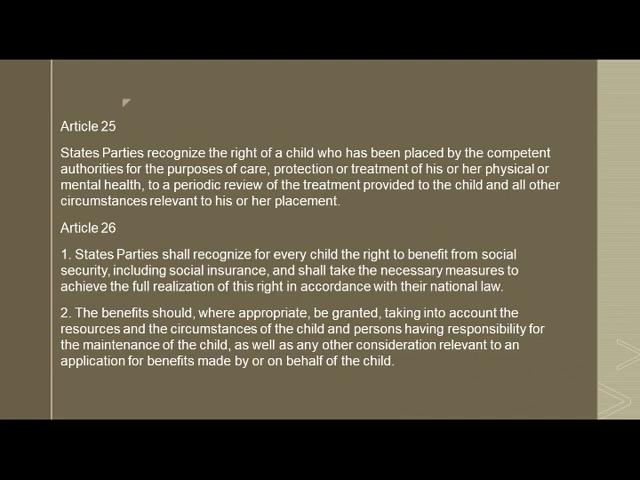 Article 25
States Parties recognize the right of a child who has been placed by the competent
authorities for the purposes of care, protection or treatment of his or her physical or
mental health, to a periodic review of the treatment provided to the child and all other
circumstances relevant to his or her placement.
Article 26
1. States Parties shall recognize for every child the right to benefit from social
security, including social insurance, and shall take the necessary measures to
achieve the full realization of this right in accordance with their national law.
2. The benefits should, where appropriate, be granted, taking into account the
resources and the circumstances of the child and persons having responsibility for
the maintenance of the child, as well as any other consideration relevant to an
application for benefits made by or on behalf of the child.